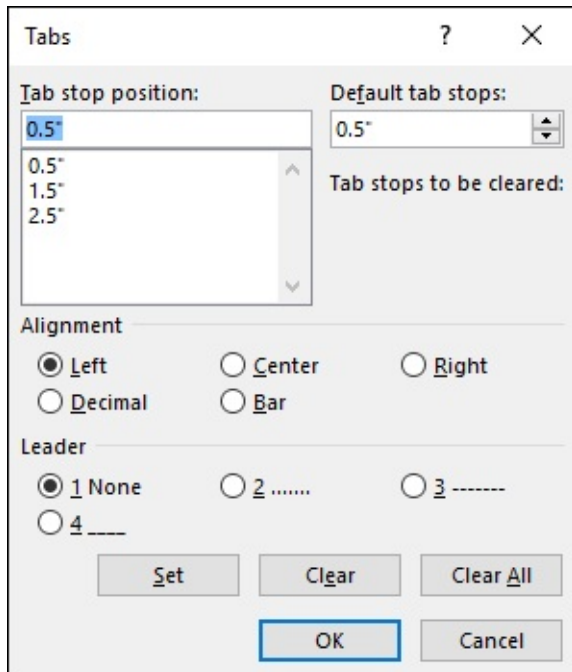 Tabs ?
Tab stop position: Default tab stops:
0.5" 0.5"
0.5"
1.5"
2.5"
Tab stops to be cleared:
Alignment
Left Center Right
Decimal Bar
Leader
1 None 2 ....... 3 -------
4 ____
Set Clear Clear All
OK Cancel